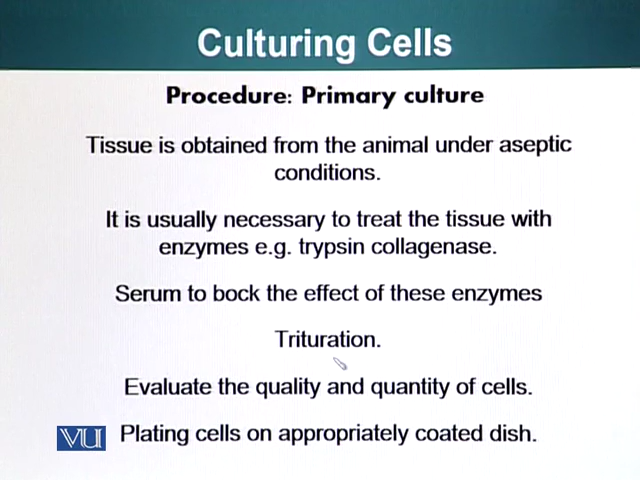 Culturing Cells
Procedure: Primary culture
Tissue is obtained from the animal under aseptic
conditions.
It is usually necessary to treat the tissue with
enzymes e.g. trypsin collagenase.
Serum to bock the effect of these enzymes
Trituration.
Evaluate the quality and quantity of cells.
VU Plating cells on appropriately coated dish.